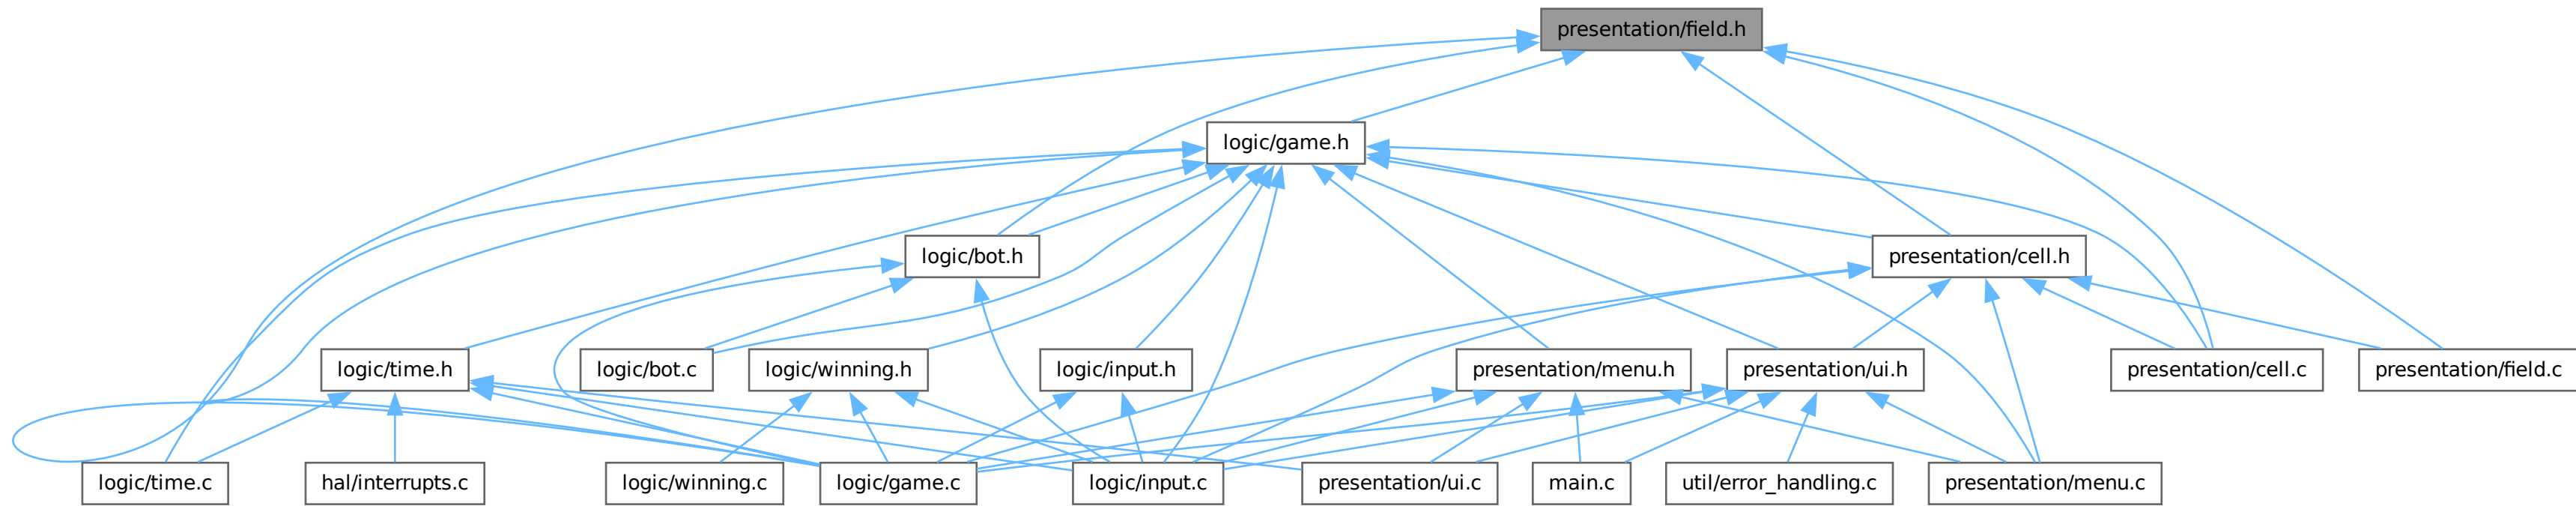 presentation/field.h
logic/game.h
logic/bot.h
presentation/cell.h
logic/time.h
logic/bot.c
logic/winning.h
logic/input.h
presentation/menu.h
presentation/ui.h
presentation/cell.c
presentation/field.c
logic/time.c
hal/interrupts.c
logic/winning.c
logic/game.c
logic/input.c
presentation/ui.c
main.c
util/error_handling.c
presentation/menu.c